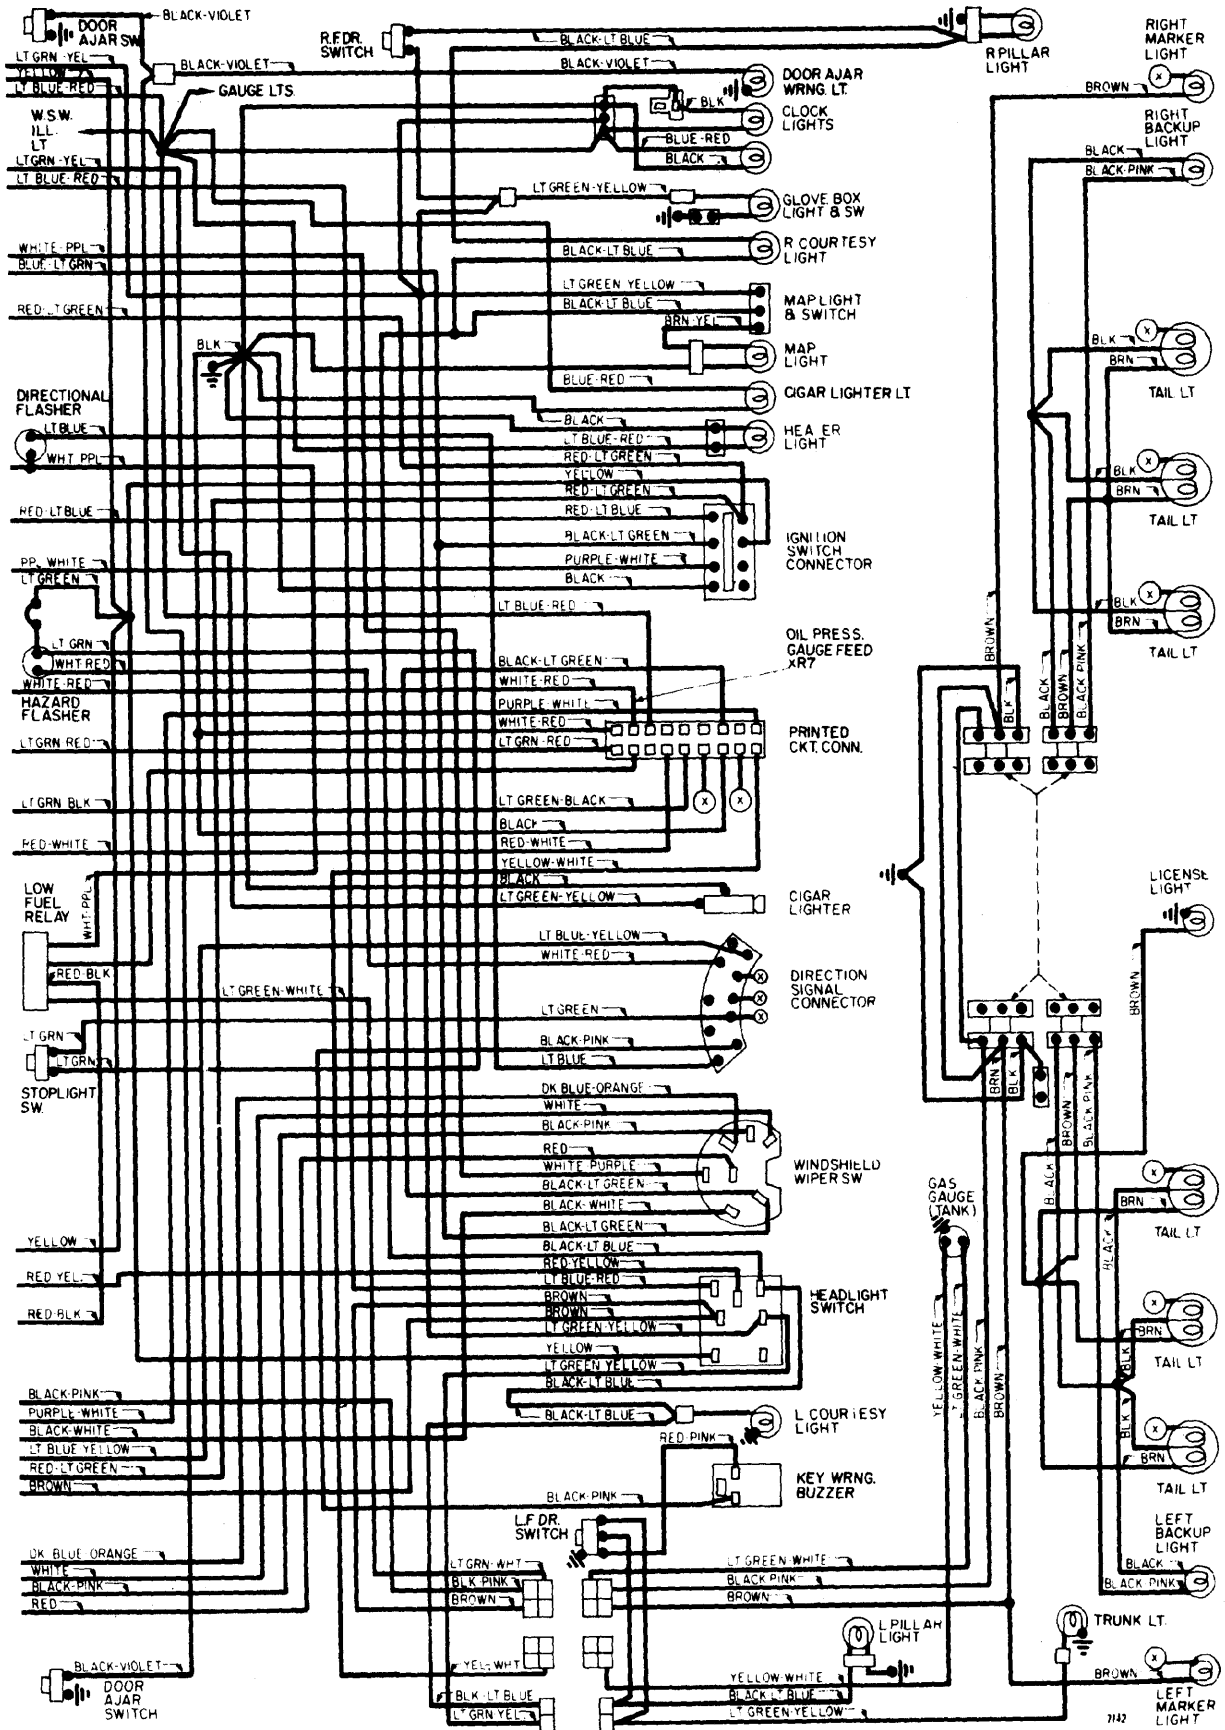 BLACK-VIOLET
DOOR
AJAR SW.
LT GRN-YEL
YELLOW
LT BLUE-RED
BLACK-VIOLET
GAUGE LTS.
W.S.W.
ILL.
LT
LTGRN-YEL
LT BLUE-RED
WHITE-PPL
BLUE-LT GRN
RED-LT GREEN
BLK
DIRECTIONAL
FLASHER
LT BLUE
WHT PPL
RED-LT BLUE
PP. WHITE
LT GREEN
LT GRN
WHT RED
WHITE-RED
HAZARD
FLASHER
LTGRN RED
LTGRN BLK
RED-WHITE
LOW
FUEL
RELAY
WHT-PPL
RED-BLK
LT GREEN-WHITE
LT GRN
LT GRN
STOPLIGHT
SW.
YELLOW
RED YEL.
RED-BLK
BLACK-PINK
PURPLE-WHITE
BLACK-WHITE
LT BLUE YELLOW
RED-LT GREEN
BROWN
DK BLUE-ORANGE
WHITE
BLACK-PINK
RED
BLACK-VIOLET
DOOR
AJAR
SWITCH
R.F.DR.
SWITCH
BLACK-LT BLUE
BLACK-VIOLET
R PILLAR
LIGHT
DOOR AJAR
WRNG. LT.
BLK
CLOCK
LIGHTS
BLUE-RED
BLACK
LT GREEN-YELLOW
GLOVE BOX
LIGHT & SW
BLACK-LT BLUE
R COURTESY
LIGHT
LT GREEN YELLOW
BLACK-LT BLUE
BRN-YEL
MAP LIGHT
& SWITCH
MAP
LIGHT
BLUE-RED
CIGAR LIGHTER LT
BLACK
LT BLUE-RED
HEA ER
LIGHT
RED-LT GREEN
YELLOW
RED-LTGREEN
RED-LT BLUE
BLACK-LT GREEN
PURPLE-WHITE
BLACK
IGNITION
SWITCH
CONNECTOR
LT BLUE-RED
OIL PRESS.
GAUGE FEED
XR7
BLACK-LT GREEN
WHITE-RED
PURPLE-WHITE
WHITE-RED
LT GRN-RED
PRINTED
CKT. CONN.
LT GREEN-BLACK
X
X
BLACK
RED-WHITE
YELLOW-WHITE
BLACK
LT GREEN-YELLOW
CIGAR
LIGHTER
LT BLUE-YELLOW
WHITE-RED
LT GREEN
BLACK-PINK
LT BLUE
X
X
X
DIRECTION
SIGNAL
CONNECTOR
DK BLUE-ORANGE
WHITE
BLACK-PINK
RED
WHITE PURPLE
BLACK-LT GREEN
BLACK-WHITE
BLACK-LT GREEN
WINDSHIELD
WIPER SW
BLACK-LT BLUE
RED-YELLOW
LT BLUE-RED
BROWN
BROWN
LT GREEN-YELLOW
YELLOW
LT GREEN YELLOW
BLACK-LT BLUE
HEADLIGHT
SWITCH
BLACK-LT BLUE
L COURTESY
LIGHT
RED-PINK
KEY WRNG.
BUZZER
BLACK-PINK
L.F DR.
SWITCH
LT GRN-WHT
BLK PINK
BROWN
LT GREEN-WHITE
BLACK PINK
BROWN
YEL-WHT
BLK-LT BLUE
LT GRN YEL
L PILLAR
LIGHT
YELLOW-WHITE
BLACK-LT BLUE
LT GREEN-YELLOW
RIGHT
MARKER
LIGHT
X
BROWN
RIGHT
BACKUP
LIGHT
BLACK
BLACK-PINK
BLK
X
BRN
TAIL LT
BLK
X
BRN
TAIL LT
BLK
X
BRN
TAIL LT
BROWN
BLK
BLACK
BROWN
BLACK PINK
LICENSE
LIGHT
BROWN
BRN
BLK
BROWN
BLACK PINK
BLACK
GAS
GAUGE
(TANK)
YELLOW-WHITE
LT GREEN-WHITE
BLACK PINK
BROWN
X
BRN
TAIL LT
BLACK
X
BRN
BLK
TAIL LT
X
BLK
BRN
TAIL LT
LEFT
BACKUP
LIGHT
BLACK
BLACK PINK
TRUNK LT.
X
BROWN
LEFT
MARKER
LIGHT
7142